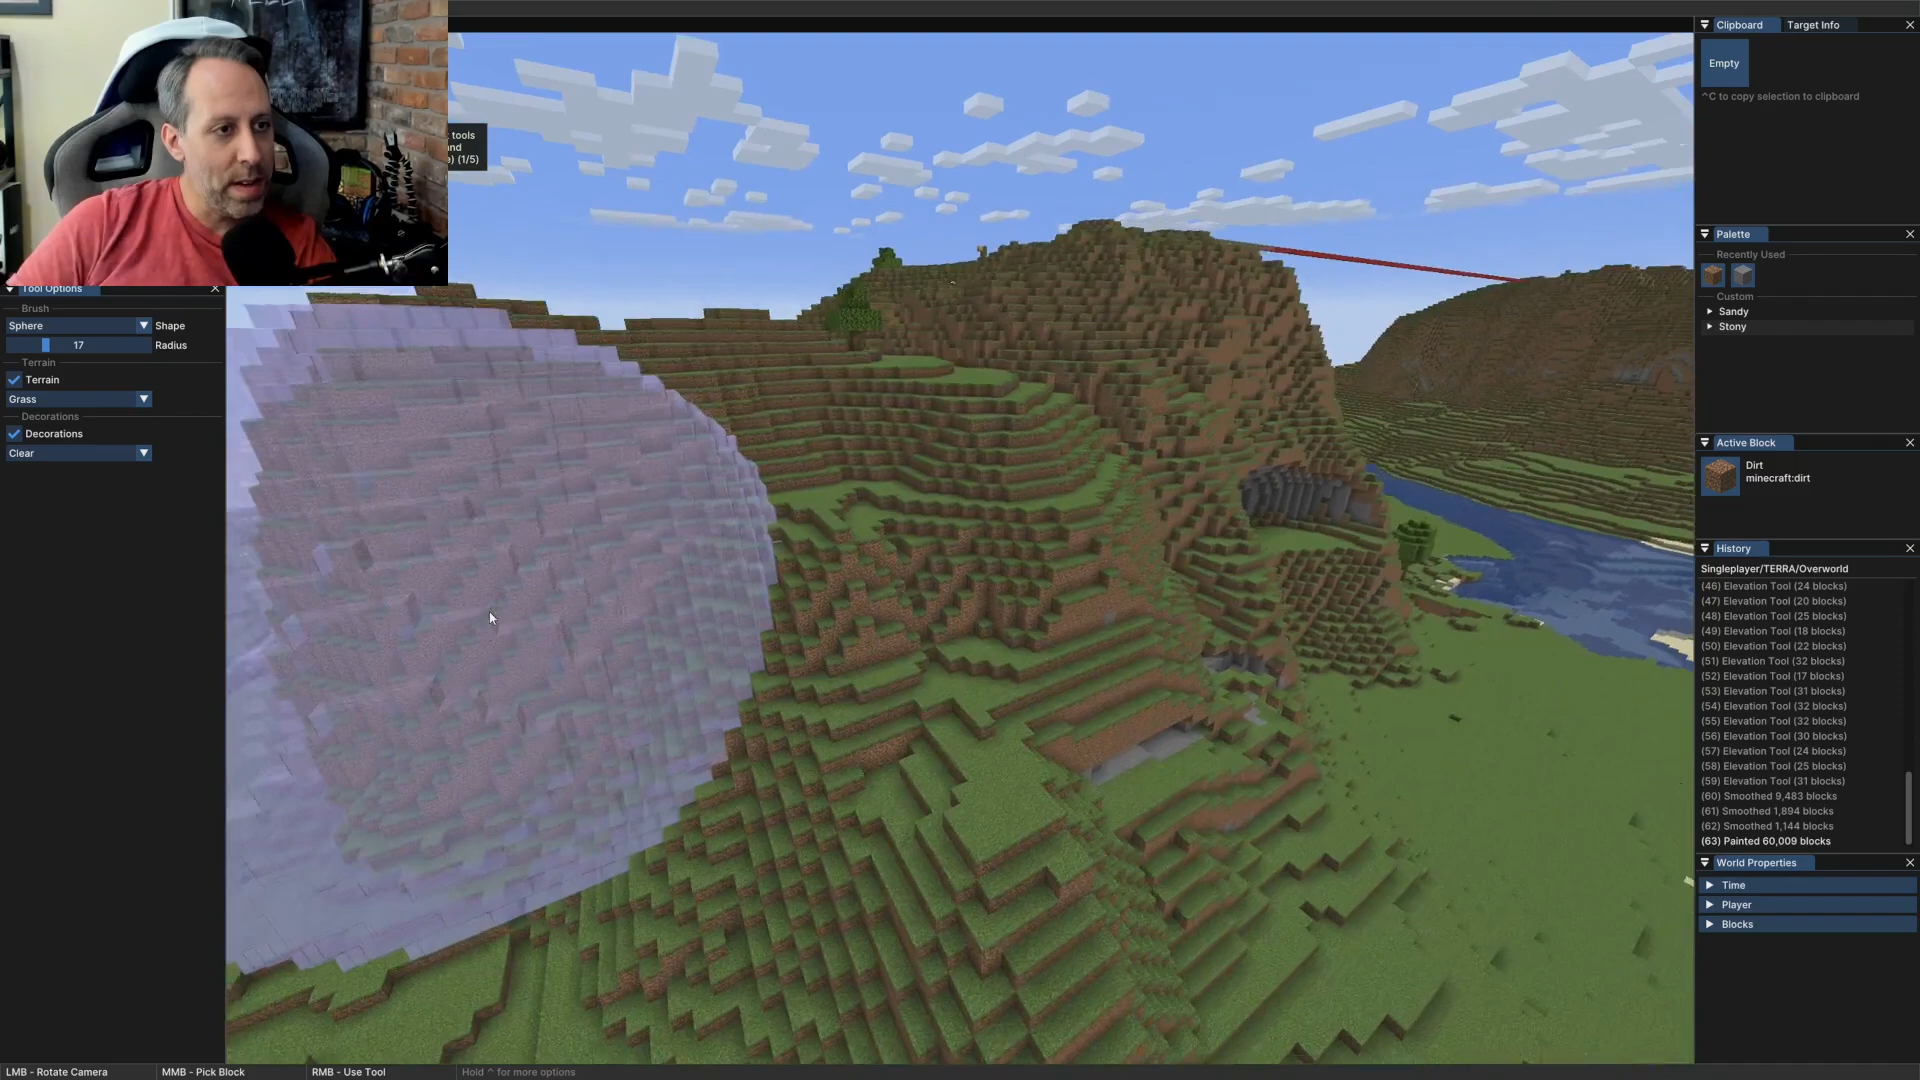 tools
nd
) (1/5)
Tool Options
Brush
Sphere
Shape
17
Radius
Terrain
Terrain
Grass
Decorations
Decorations
Clear
Clipboard
Target Info
Empty
^C to copy selection to clipboard
Palette
Recently Used
Custom
Sandy
Stony
Active Block
Dirt
minecraft:dirt
History
Singleplayer/TERRA/Overworld
(46) Elevation Tool (24 blocks)
(47) Elevation Tool (20 blocks)
(48) Elevation Tool (25 blocks)
(49) Elevation Tool (18 blocks)
(50) Elevation Tool (22 blocks)
(51) Elevation Tool (32 blocks)
(52) Elevation Tool (17 blocks)
(53) Elevation Tool (31 blocks)
(54) Elevation Tool (32 blocks)
(55) Elevation Tool (32 blocks)
(56) Elevation Tool (30 blocks)
(57) Elevation Tool (24 blocks)
(58) Elevation Tool (25 blocks)
(59) Elevation Tool (31 blocks)
(60) Smoothed 9,483 blocks
(61) Smoothed 1,894 blocks
(62) Smoothed 1,144 blocks
(63) Painted 60,009 blocks
World Properties
Time
Player
Blocks
LMB - Rotate Camera
MMB - Pick Block
RMB - Use Tool
Hold ^ for more options